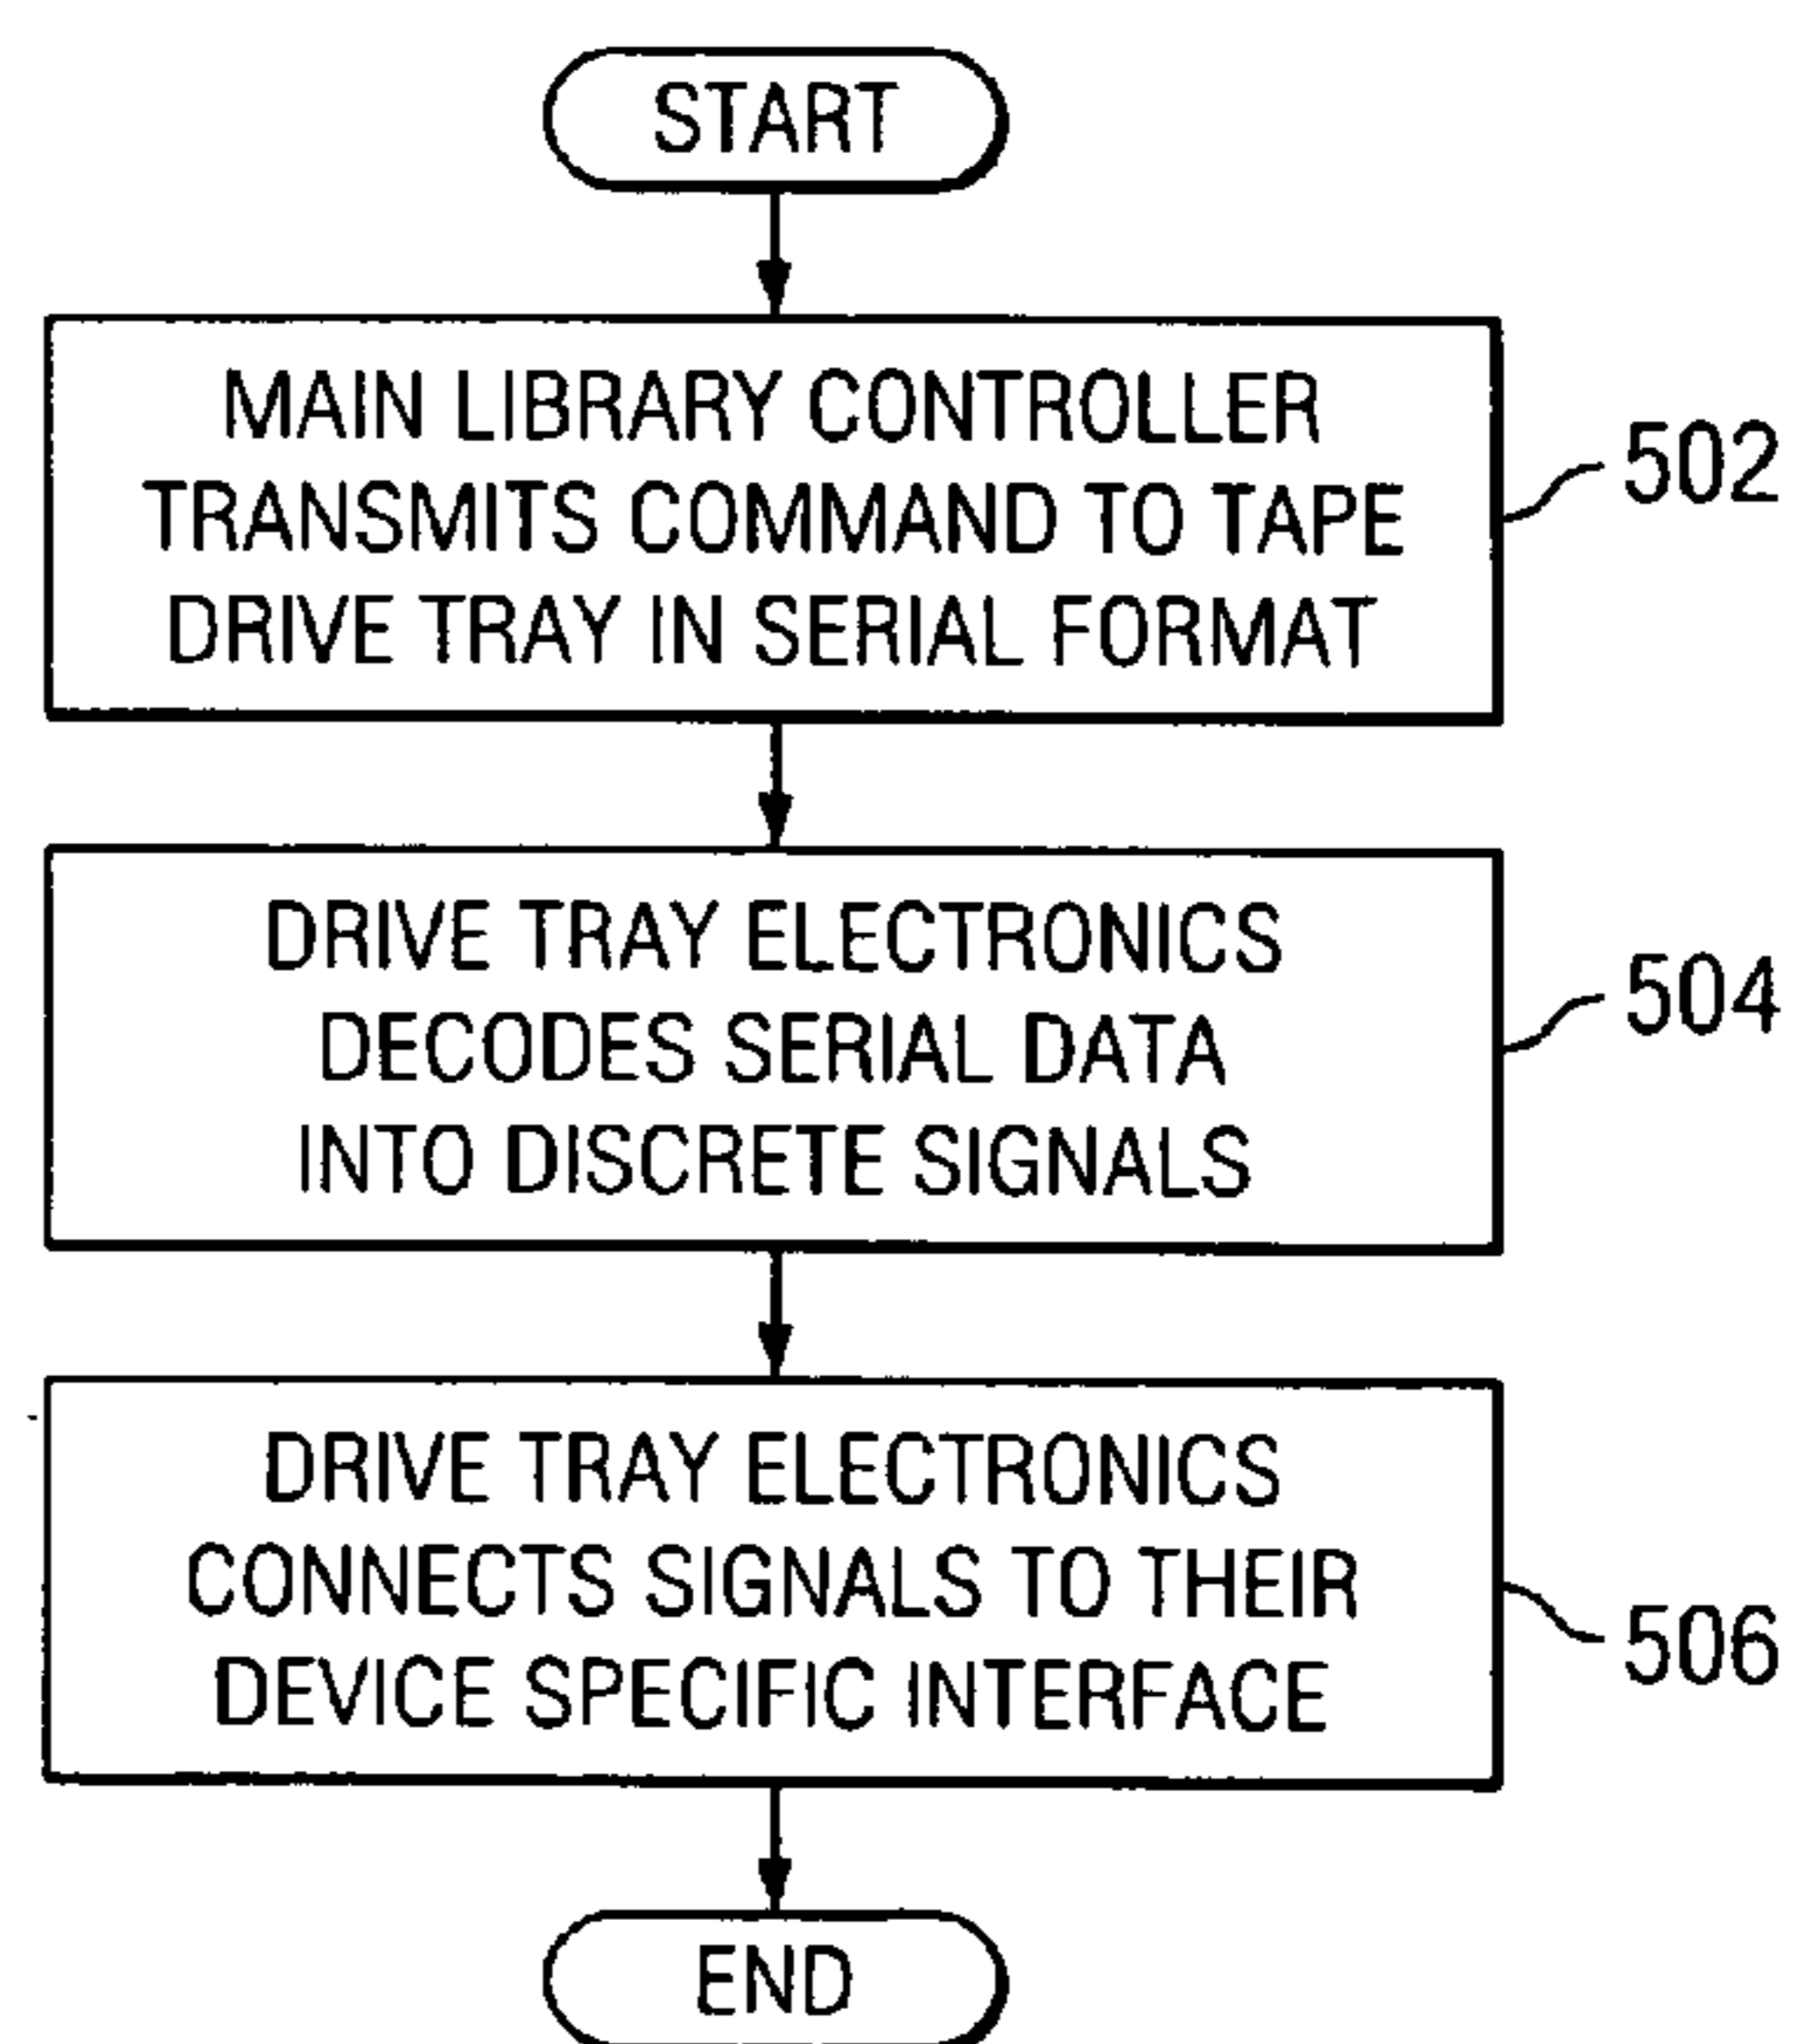 START
MAIN LIBRARY CONTROLLER
TRANSMITS COMMAND TO TAPE
DRIVE TRAY IN SERIAL FORMAT
502
DRIVE TRAY ELECTRONICS
DECODES SERIAL DATA
INTO DISCRETE SIGNALS
504
DRIVE TRAY ELECTRONICS
CONNECTS SIGNALS TO THEIR
DEVICE SPECIFIC INTERFACE
506
END